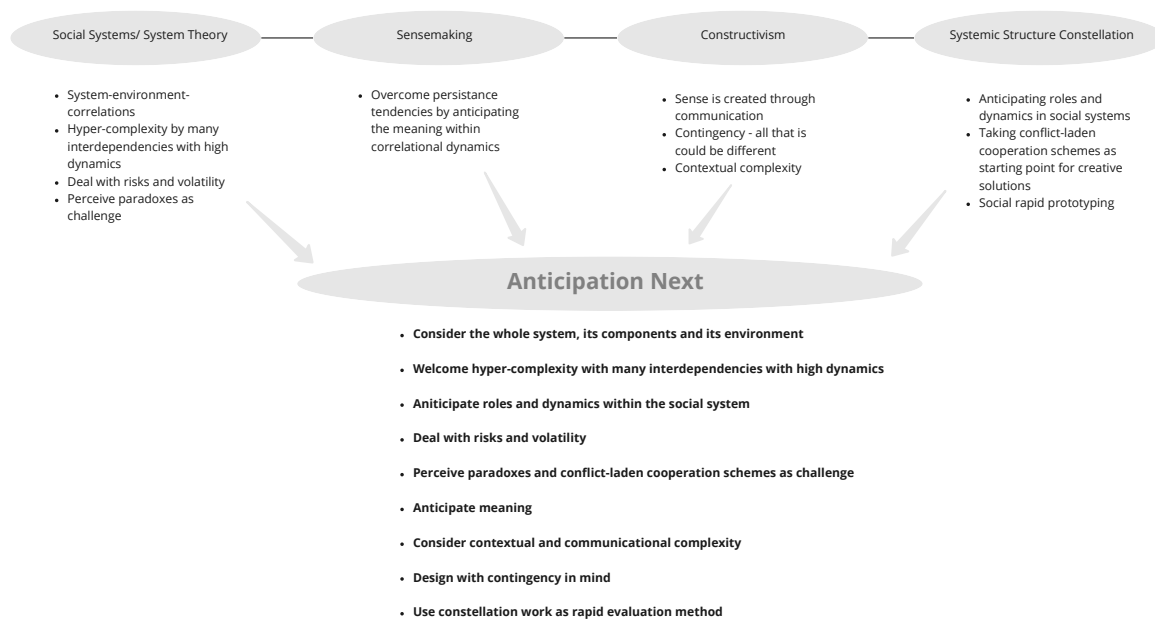 Social Systems/ System Theory
Sensemaking
Constructivism
Systemic Structure Constellation
• System-environment-
correlations
• Hyper-complexity by many
interdependencies with high
dynamics
• Deal with risks and volatility
• Perceive paradoxes as
challenge
• Overcome persistance
tendencies by anticipating
the meaning within
correlational dynamics
• Sense is created through
communication
• Contingency - all that is
could be different
• Contextual complexity
• Anticipating roles and
dynamics in social systems
• Taking conflict-laden
cooperation schemes as
starting point for creative
solutions
• Social rapid prototyping
Anticipation Next
• Consider the whole system, its components and its environment
• Welcome hyper-complexity with many interdependencies with high dynamics
• Aniticipate roles and dynamics within the social system
• Deal with risks and volatility
• Perceive paradoxes and conflict-laden cooperation schemes as challenge
• Anticipate meaning
• Consider contextual and communicational complexity
• Design with contingency in mind
• Use constellation work as rapid evaluation method